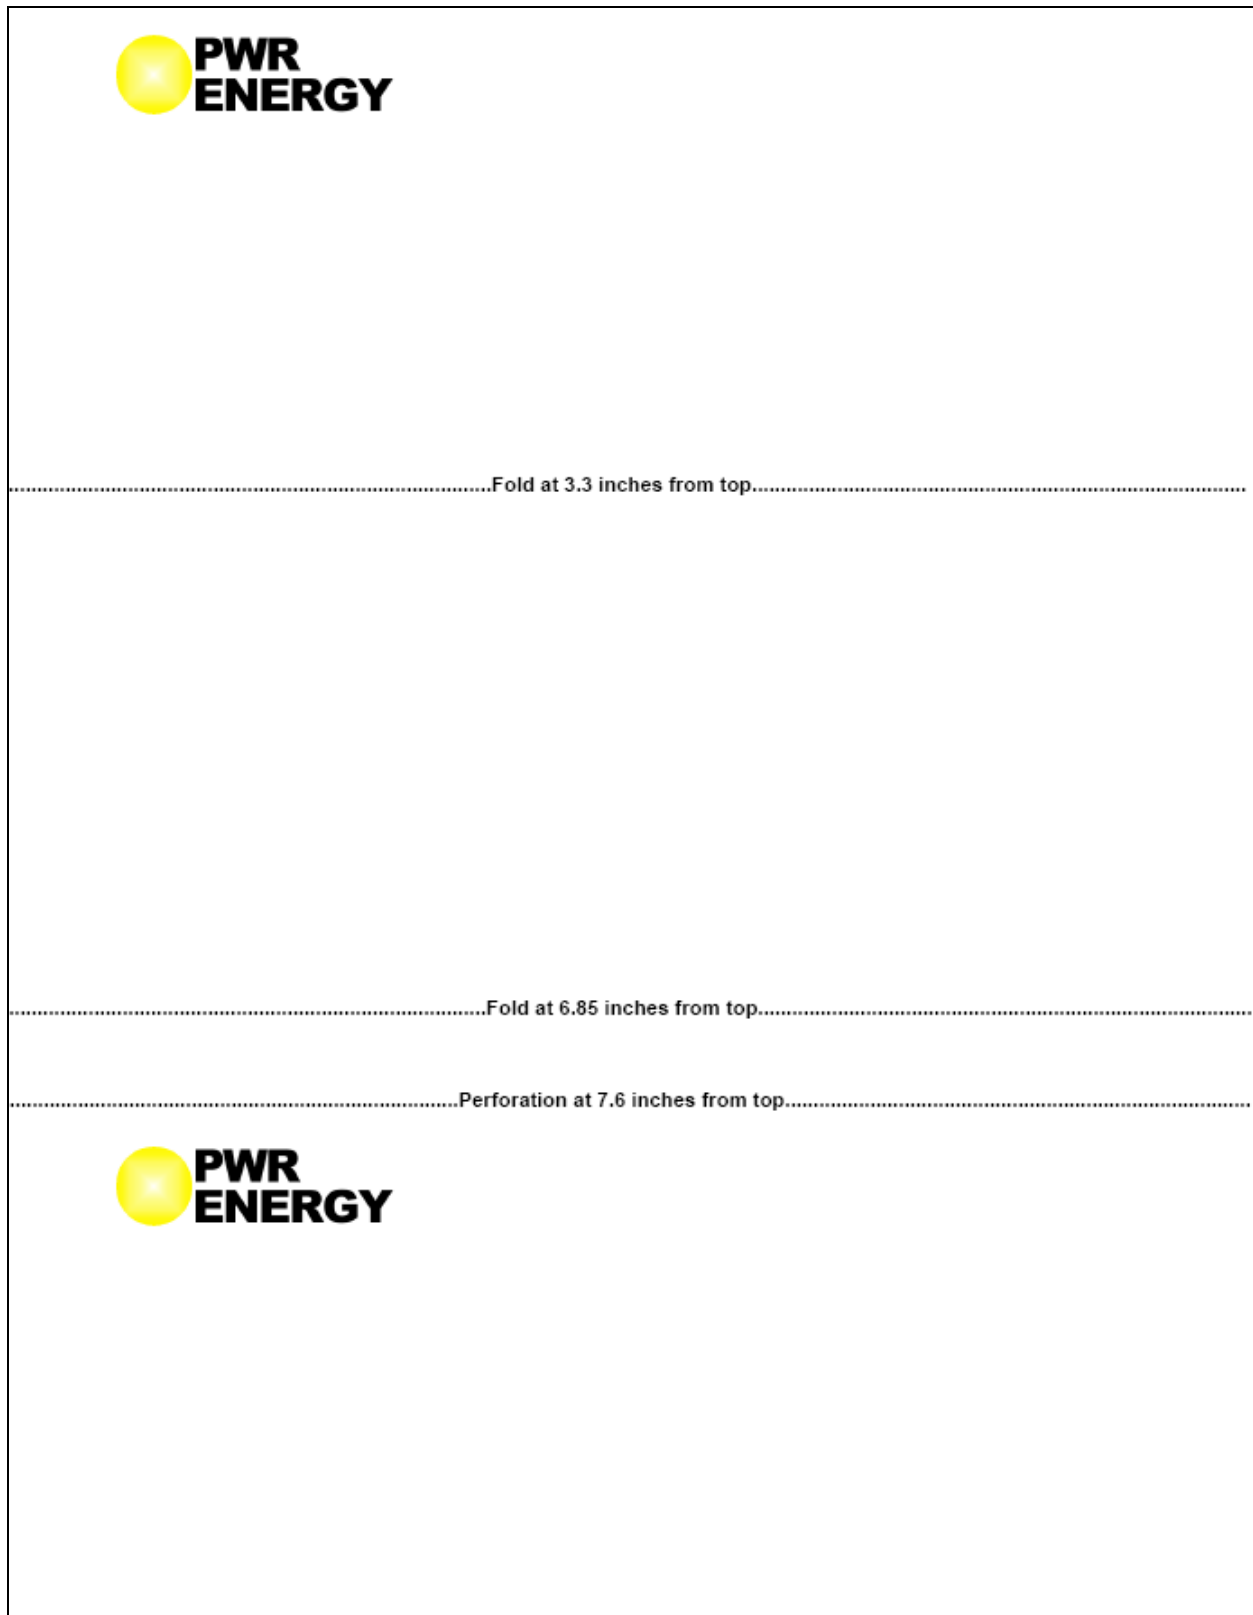 PWR
ENERGY
................................................................................Fold at 3.3 inches from top................................................................................
................................................................................Fold at 6.85 inches from top................................................................................
................................................................................Perforation at 7.6 inches from top................................................................................
PWR
ENERGY